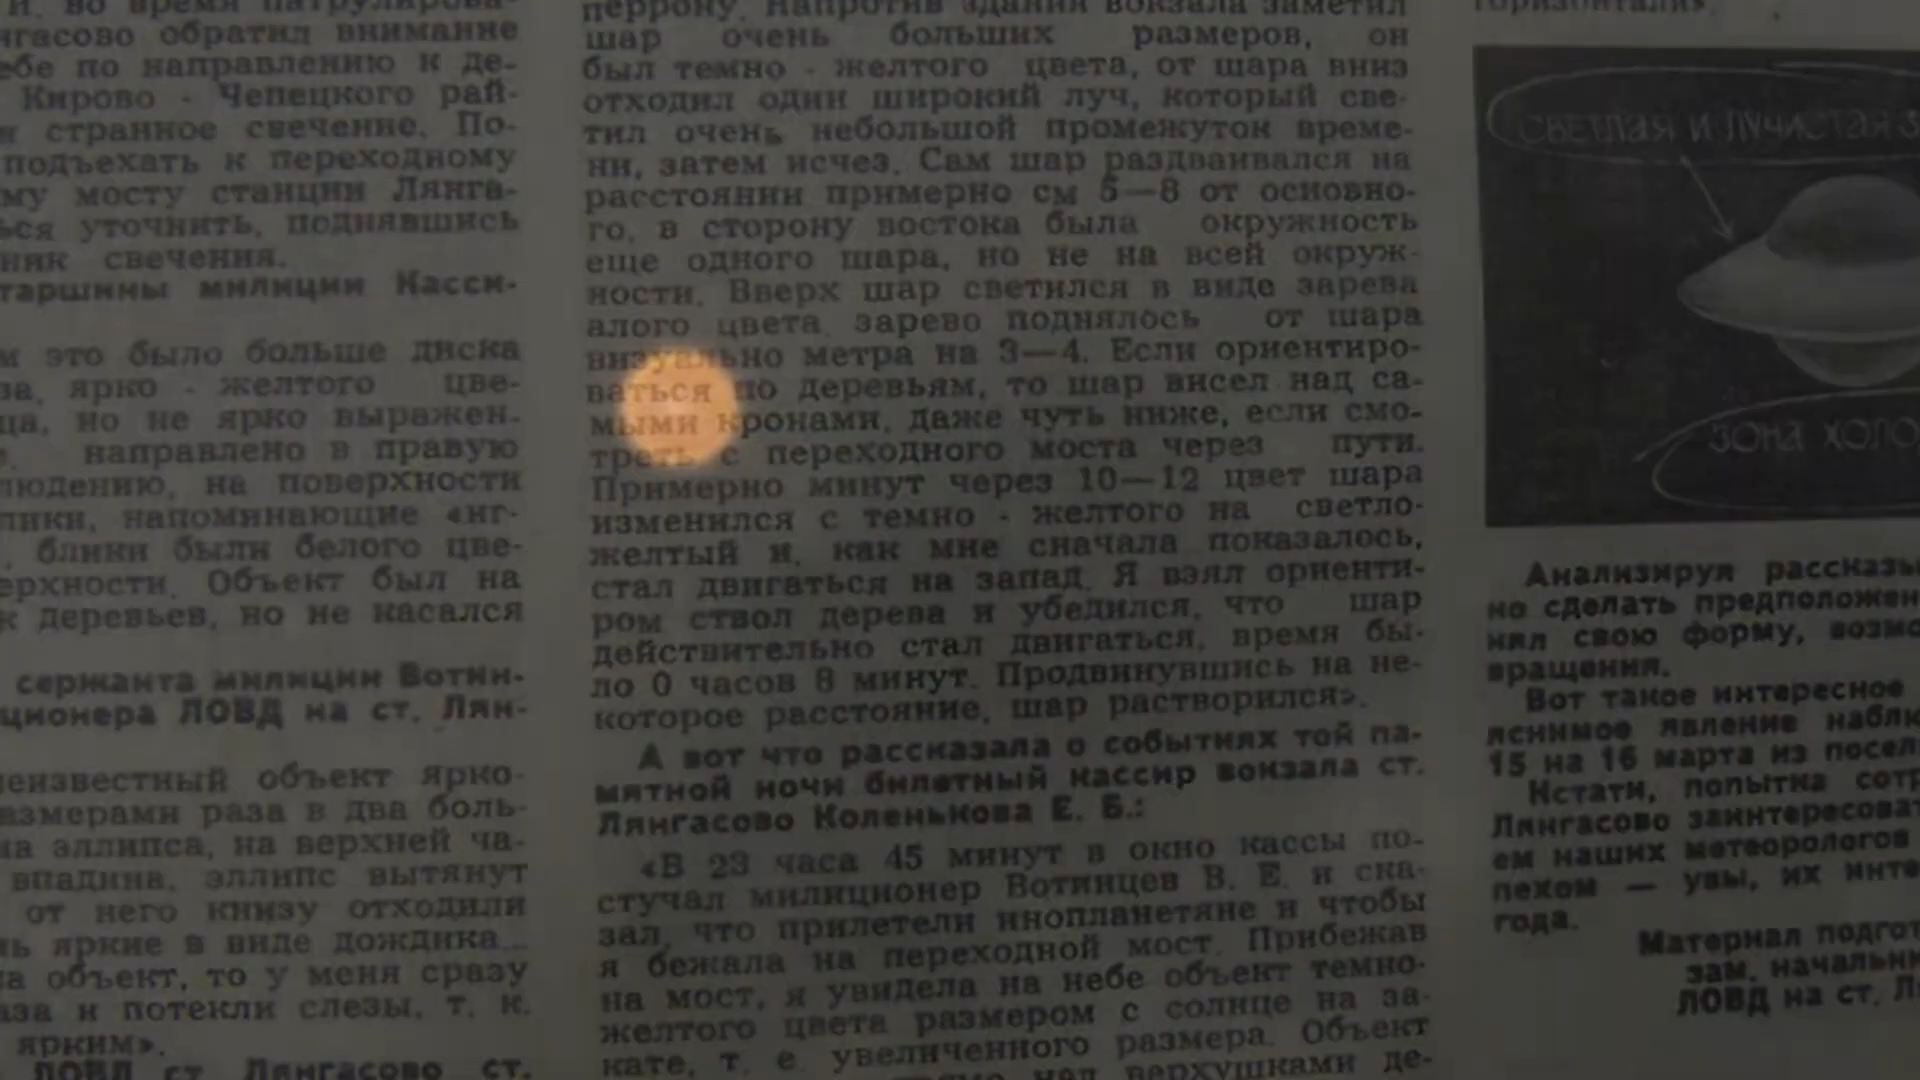 и, во время патрулирова-
нгасово обратил внимание
ебе по направлению к де-
Кирово - Чепецкого рай-
и странное свечение. По-
подъехать к переходному
му мосту станции Лянга-
ься уточнить, поднявшись
ник свечения.
таршины милиции Касси-
м это было больше диска
за, ярко - желтого цве-
ца, но не ярко выражен-
направлено в правую
людению, на поверхности
лики, напоминающие «иг-
, блики были белого цве-
ерхности. Объект был на
к деревьев, но не касался
сержанта милиции Вотин-
ционера ЛОВД на ст. Лян-
неизвестный объект ярко-
азмерами раза в два боль-
ма эллипса, на верхней ча-
впадина, эллипс вытянут
от него книзу отходили
нь яркие в виде дождика...
на объект, то у меня сразу
аза и потекли слезы, т. к.
ярким».
ЛОВД ст. Лянгасово ст.
перрону. Напротив здания вокзала заметил
шар очень больших размеров, он
был темно - желтого цвета, от шара вниз
отходил один широкий луч, который све-
тил очень небольшой промежуток време-
ни, затем исчез. Сам шар раздваивался на
расстоянии примерно см 5—8 от основно-
го, в сторону востока была окружность
еще одного шара, но не на всей окруж-
ности. Вверх шар светился в виде зарева
алого цвета, зарево поднялось от шара
визуально метра на 3—4. Если ориентиро-
ваться по деревьям, то шар висел над са-
мыми кронами, даже чуть ниже, если смо-
треть с переходного моста через пути.
Примерно минут через 10—12 цвет шара
изменился с темно - желтого на светло-
желтый и, как мне сначала показалось,
стал двигаться на запад. Я взял ориенти-
ром ствол дерева и убедился, что шар
действительно стал двигаться, время бы-
ло 0 часов 8 минут. Продвинувшись на не-
которое расстояние, шар растворился».
А вот что рассказала о событиях той па-
мятной ночи билетный кассир вокзала ст.
Лянгасово Коленькова Е. Б.:
«В 23 часа 45 минут в окно кассы по-
стучал милиционер Вотинцев В. Е. и ска-
зал, что прилетели инопланетяне и чтобы
я бежала на переходной мост. Прибежав
на мост, я увидела на небе объект темно-
желтого цвета размером с солнце на за-
кате, т. е. увеличенного размера. Объект
над верхушками де-
горизонтали».
СВЕТЛАЯ И ЛУЧИСТАЯ З
ЗОНА ХОЛО
Анализируя рассказы
но сделать предположен
нял свою форму, возмо
вращения.
Вот такое интересное
яснимое явление наблю
15 на 16 марта из посел
Кстати, попытка сотр
Лянгасово заинтересоват
ем наших метеорологов
пехом — увы, их инте
года.
Материал подгот
зам. начальни
ЛОВД на ст. Л